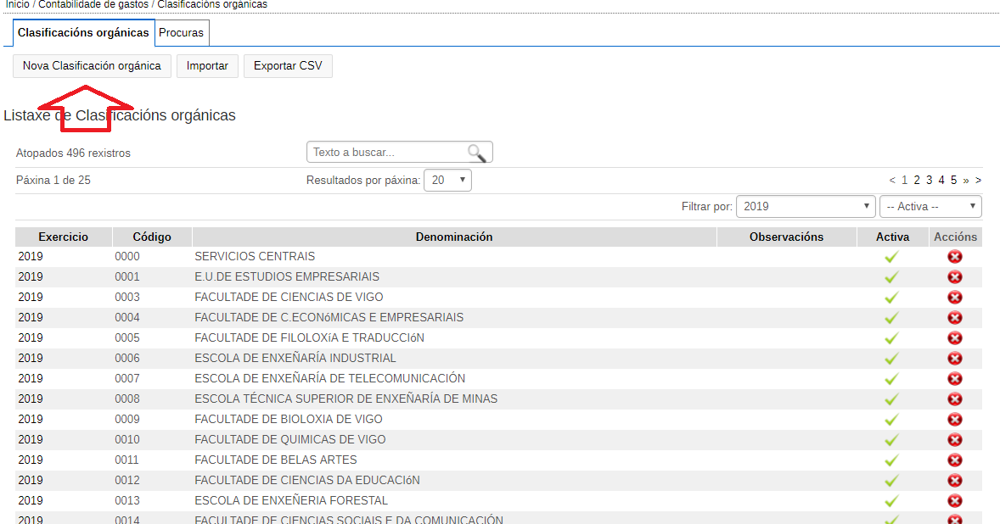 Inicio / Contabilidade de gastos / Clasificacións orgánicas
Clasificacións orgánicas Procuras
Nova Clasificación orgánica Importar Exportar CSV
Listaxe de Clasificacións orgánicas
Atopados 496 rexistros Texto a buscar...
Páxina 1 de 25 Resultados por páxina: 20 < 1 2 3 4 5 » >
Filtrar por: 2019 -- Activa --
Exercicio Código Denominación Observacións Activa Accións
2019 0000 SERVICIOS CENTRAIS
2019 0001 E.U.DE ESTUDIOS EMPRESARIAIS
2019 0003 FACULTADE DE CIENCIAS DE VIGO
2019 0004 FACULTADE DE C.ECONóMICAS E EMPRESARIAIS
2019 0005 FACULTADE DE FILOLOXíA E TRADUCCIóN
2019 0006 ESCOLA DE ENXEÑARÍA INDUSTRIAL
2019 0007 ESCOLA DE ENXEÑARÍA DE TELECOMUNICACIÓN
2019 0008 ESCOLA TÉCNICA SUPERIOR DE ENXEÑARÍA DE MINAS
2019 0009 FACULTADE DE BIOLOXIA DE VIGO
2019 0010 FACULTADE DE QUIMICAS DE VIGO
2019 0011 FACULTADE DE BELAS ARTES
2019 0012 FACULTADE DE CIENCIAS DA EDUCACIóN
2019 0013 ESCOLA DE ENXEÑERIA FORESTAL
2019 0014 FACULTADE DE CIENCIAS SOCIAIS E DA COMUNICACIÓN